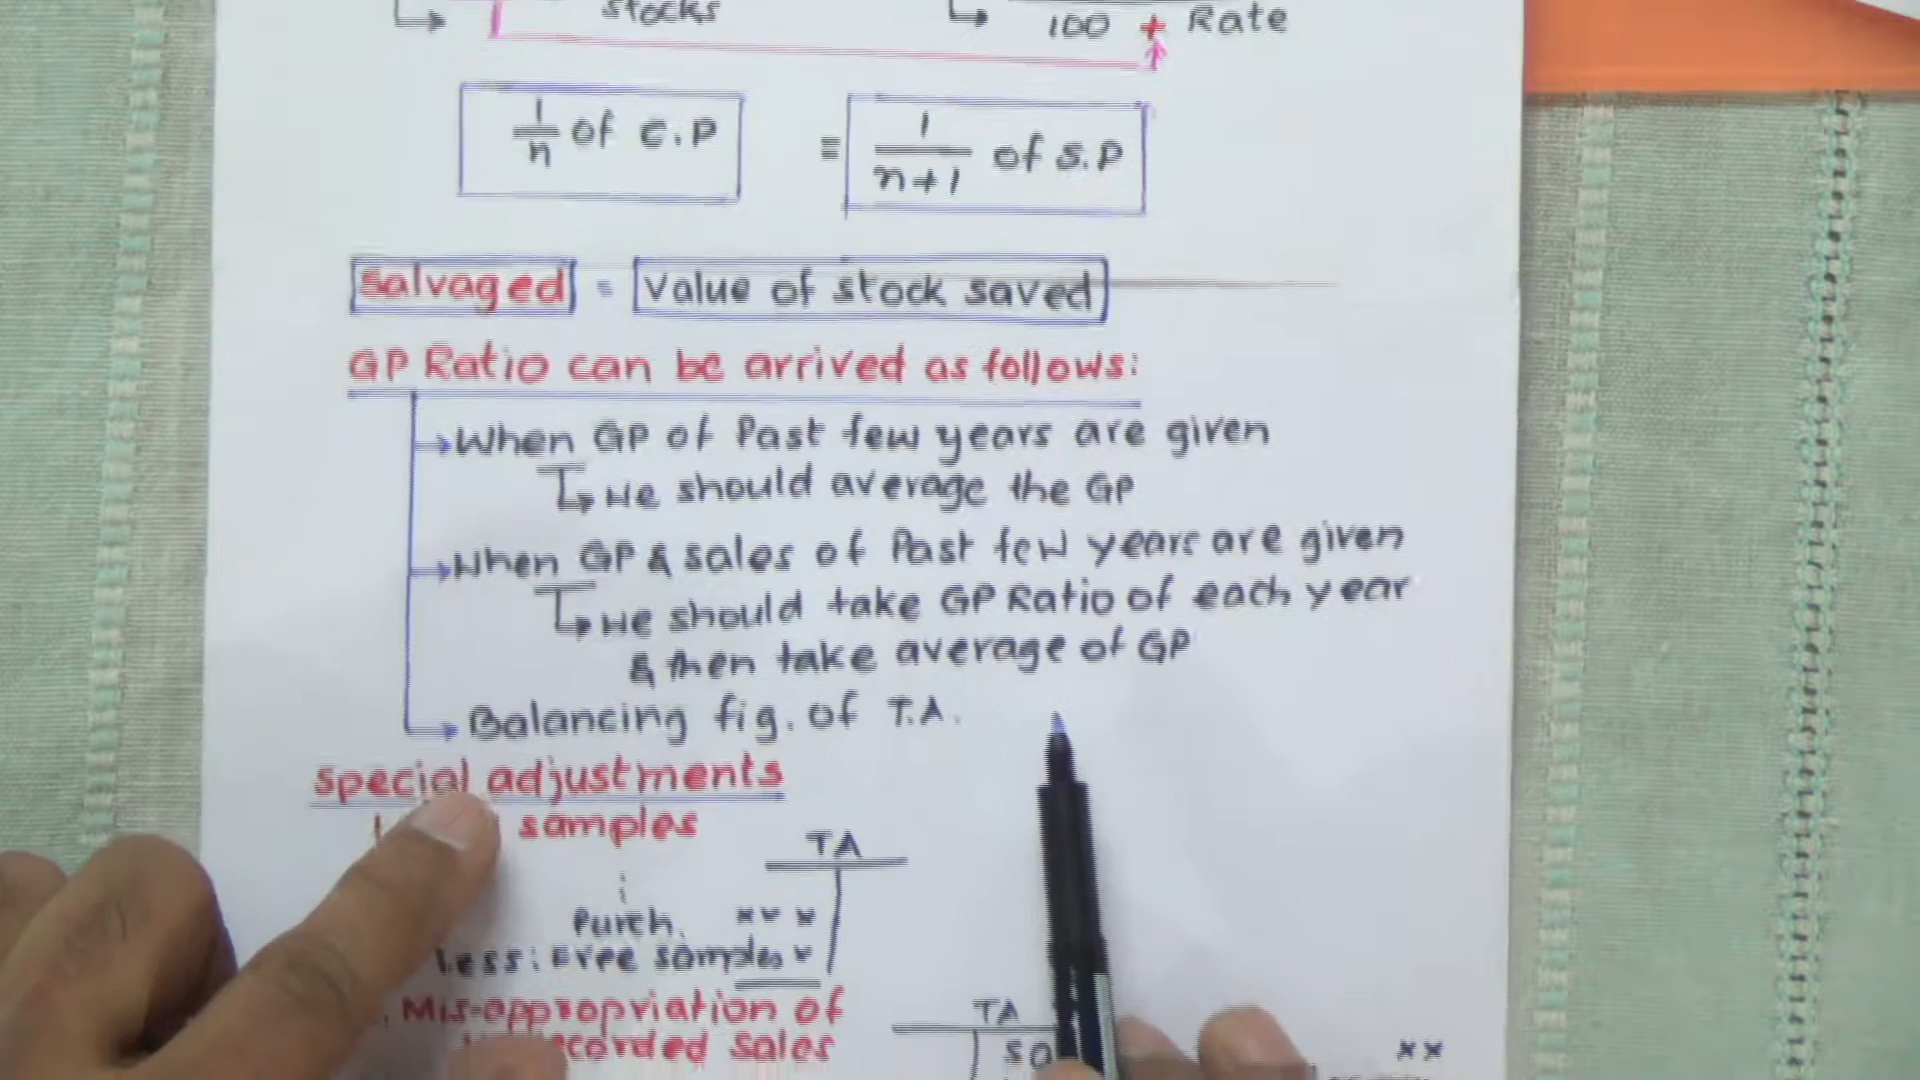 stocks
100 + Rate
1/n of C.P = 1/n+1 of S.P
Salvaged = Value of stock saved
GP Ratio can be arrived as follows:
When GP of Past few years are given
We should average the GP
When GP & sales of Past few years are given
We should take GP Ratio of each year
& then take average of GP
Balancing fig. of T.A.
Special adjustments
samples
TA
Purch. xxx
Less: Free samples x
Mis-appropriation of
TA
Sales
xx